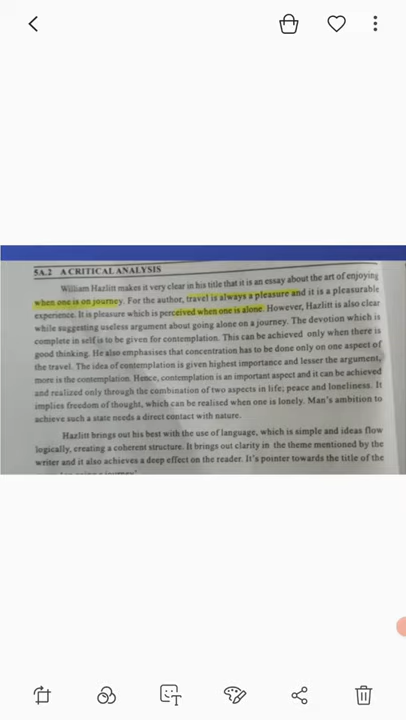 5A.2 A CRITICAL ANALYSIS
William Hazlitt makes it very clear in his title that it is an essay about the art of enjoying
when one is on journey. For the author, travel is always a pleasure and it is a pleasurable
experience. It is pleasure which is perceived when one is alone. However, Hazlitt is also clear
while suggesting useless argument about going alone on a journey. The devotion which is
complete in self is to be given for contemplation. This can be achieved only when there is
good thinking. He also emphasises that concentration has to be done only on one aspect of
the travel. The idea of contemplation is given highest importance and lesser the argument,
more is the contemplation. Hence, contemplation is an important aspect and it can be achieved
and realized only through the combination of two aspects in life; peace and loneliness. It
implies freedom of thought, which can be realised when one is lonely. Man's ambition to
achieve such a state needs a direct contact with nature.
Hazlitt brings out his best with the use of language, which is simple and ideas flow
logically, creating a coherent structure. It brings out clarity in the theme mentioned by the
writer and it also achieves a deep effect on the reader. It's pointer towards the title of the